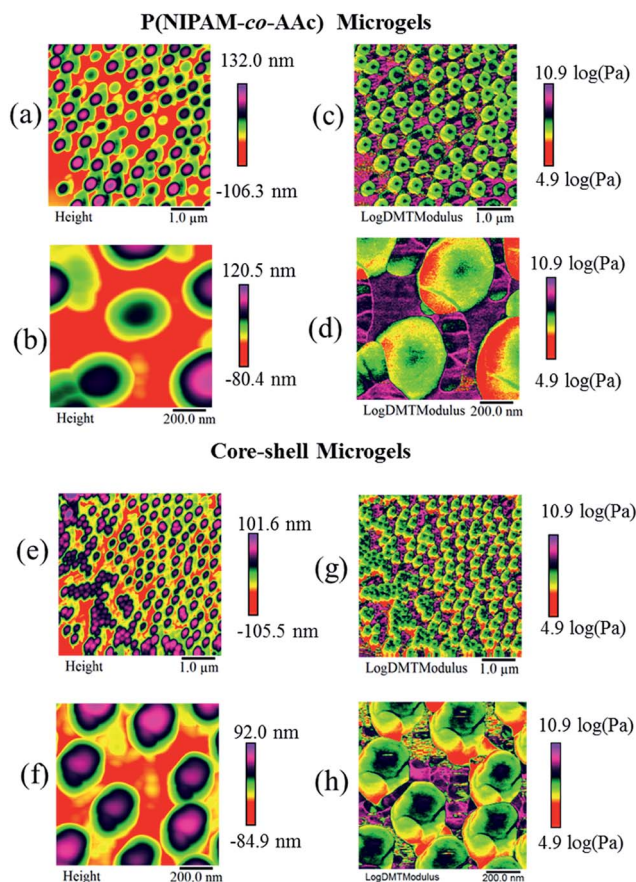 P(NIPAM-co-AAc) Microgels
(a)
132.0 nm
-106.3 nm
Height
1.0 µm
(c)
10.9 log(Pa)
4.9 log(Pa)
LogDMTModulus
1.0 µm
(b)
120.5 nm
-80.4 nm
Height
200.0 nm
(d)
10.9 log(Pa)
4.9 log(Pa)
LogDMTModulus
200.0 nm
Core-shell Microgels
(e)
101.6 nm
-105.5 nm
Height
1.0 µm
(g)
10.9 log(Pa)
4.9 log(Pa)
LogDMTModulus
1.0 µm
(f)
92.0 nm
-84.9 nm
Height
200.0 nm
(h)
10.9 log(Pa)
4.9 log(Pa)
LogDMTModulus
200.0 nm